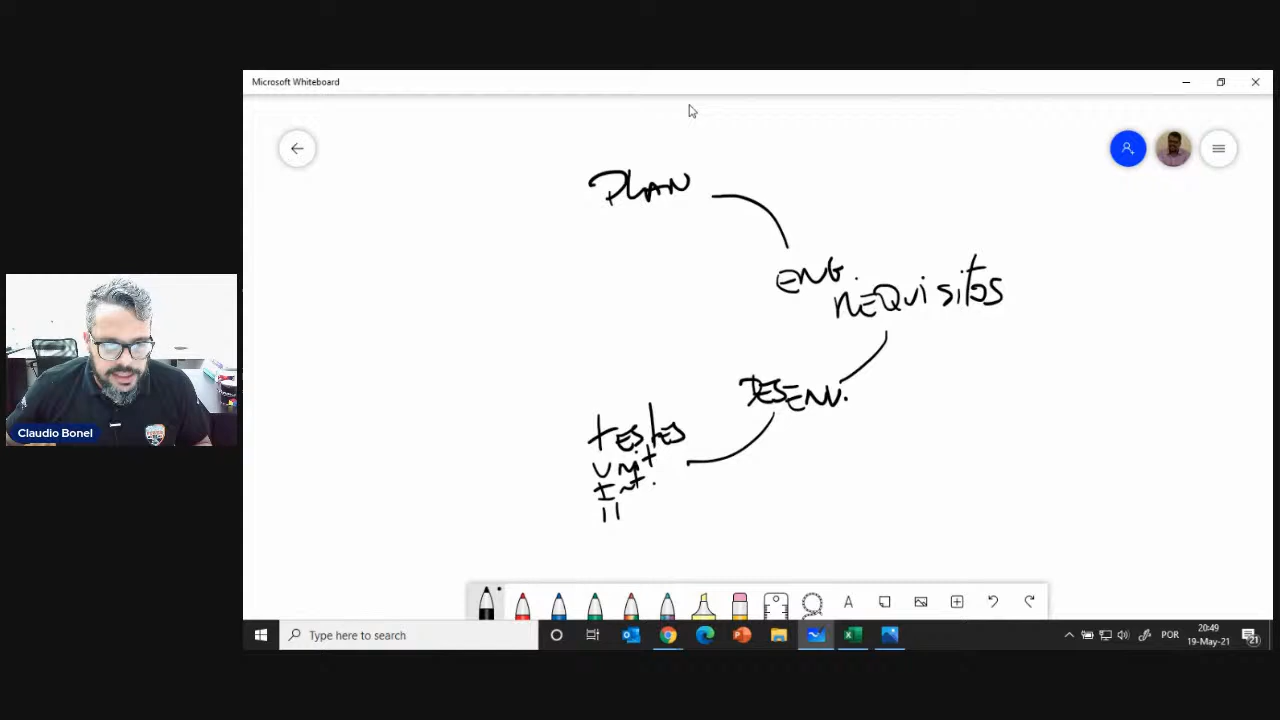 Microsoft Whiteboard
PLAN
ENG.
REQUISITOS
DESENV.
testes
unit
Int.
Claudio Bonel
A
Type here to search
POR
20:49
19-May-21
21